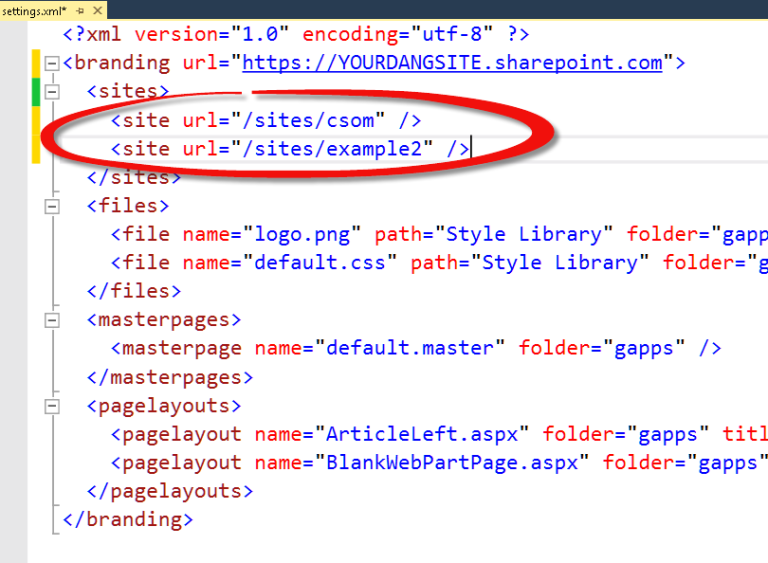 settings.xml*
<?xml version="1.0" encoding="utf-8" ?>
<branding url="https://YOURDANGSITE.sharepoint.com">
<sites>
<site url="/sites/csom" />
<site url="/sites/example2" />
</sites>
<files>
<file name="logo.png" path="Style Library" folder="gapp
<file name="default.css" path="Style Library" folder="g
</files>
<masterpages>
<masterpage name="default.master" folder="gapps" />
</masterpages>
<pagelayouts>
<pagelayout name="ArticleLeft.aspx" folder="gapps" titl
<pagelayout name="BlankWebPartPage.aspx" folder="gapps"
</pagelayouts>
</branding>